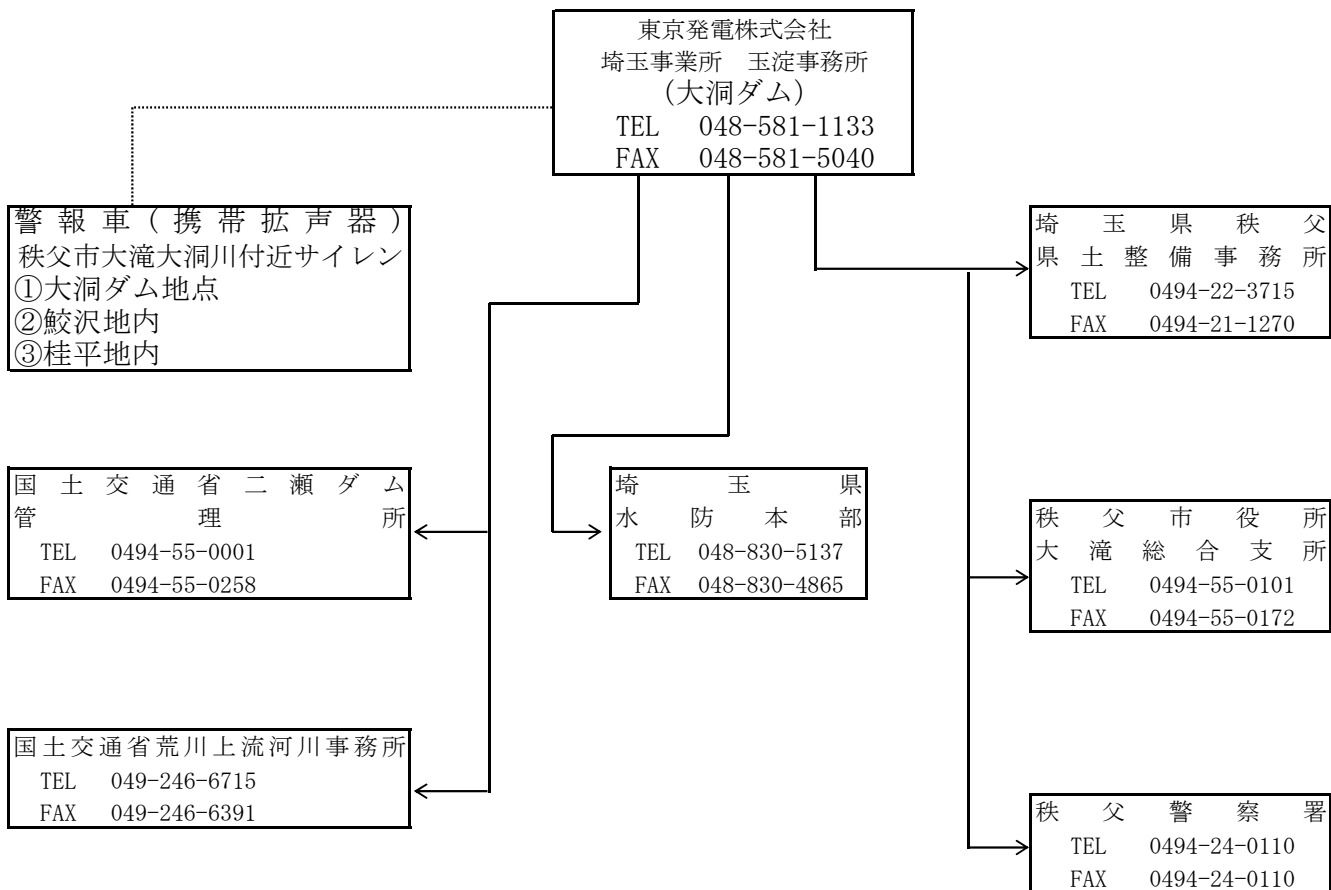 東京発電株式会社
埼玉事業所　玉淀事務所
(大洞ダム)
TEL 048-581-1133
FAX 048-581-5040
警報車(携帯拡声器)
秩父市大滝大洞川付近サイレン
①大洞ダム地点
②鮫沢地内
③桂平地内
埼玉県秩父
県土整備事務所
TEL 0494-22-3715
FAX 0494-21-1270
国土交通省二瀬ダム
管理所
TEL 0494-55-0001
FAX 0494-55-0258
埼玉県
水防本部
TEL 048-830-5137
FAX 048-830-4865
秩父市役所
大滝総合支所
TEL 0494-55-0101
FAX 0494-55-0172
国土交通省荒川上流河川事務所
TEL 049-246-6715
FAX 049-246-6391
秩父警察署
TEL 0494-24-0110
FAX 0494-24-0110